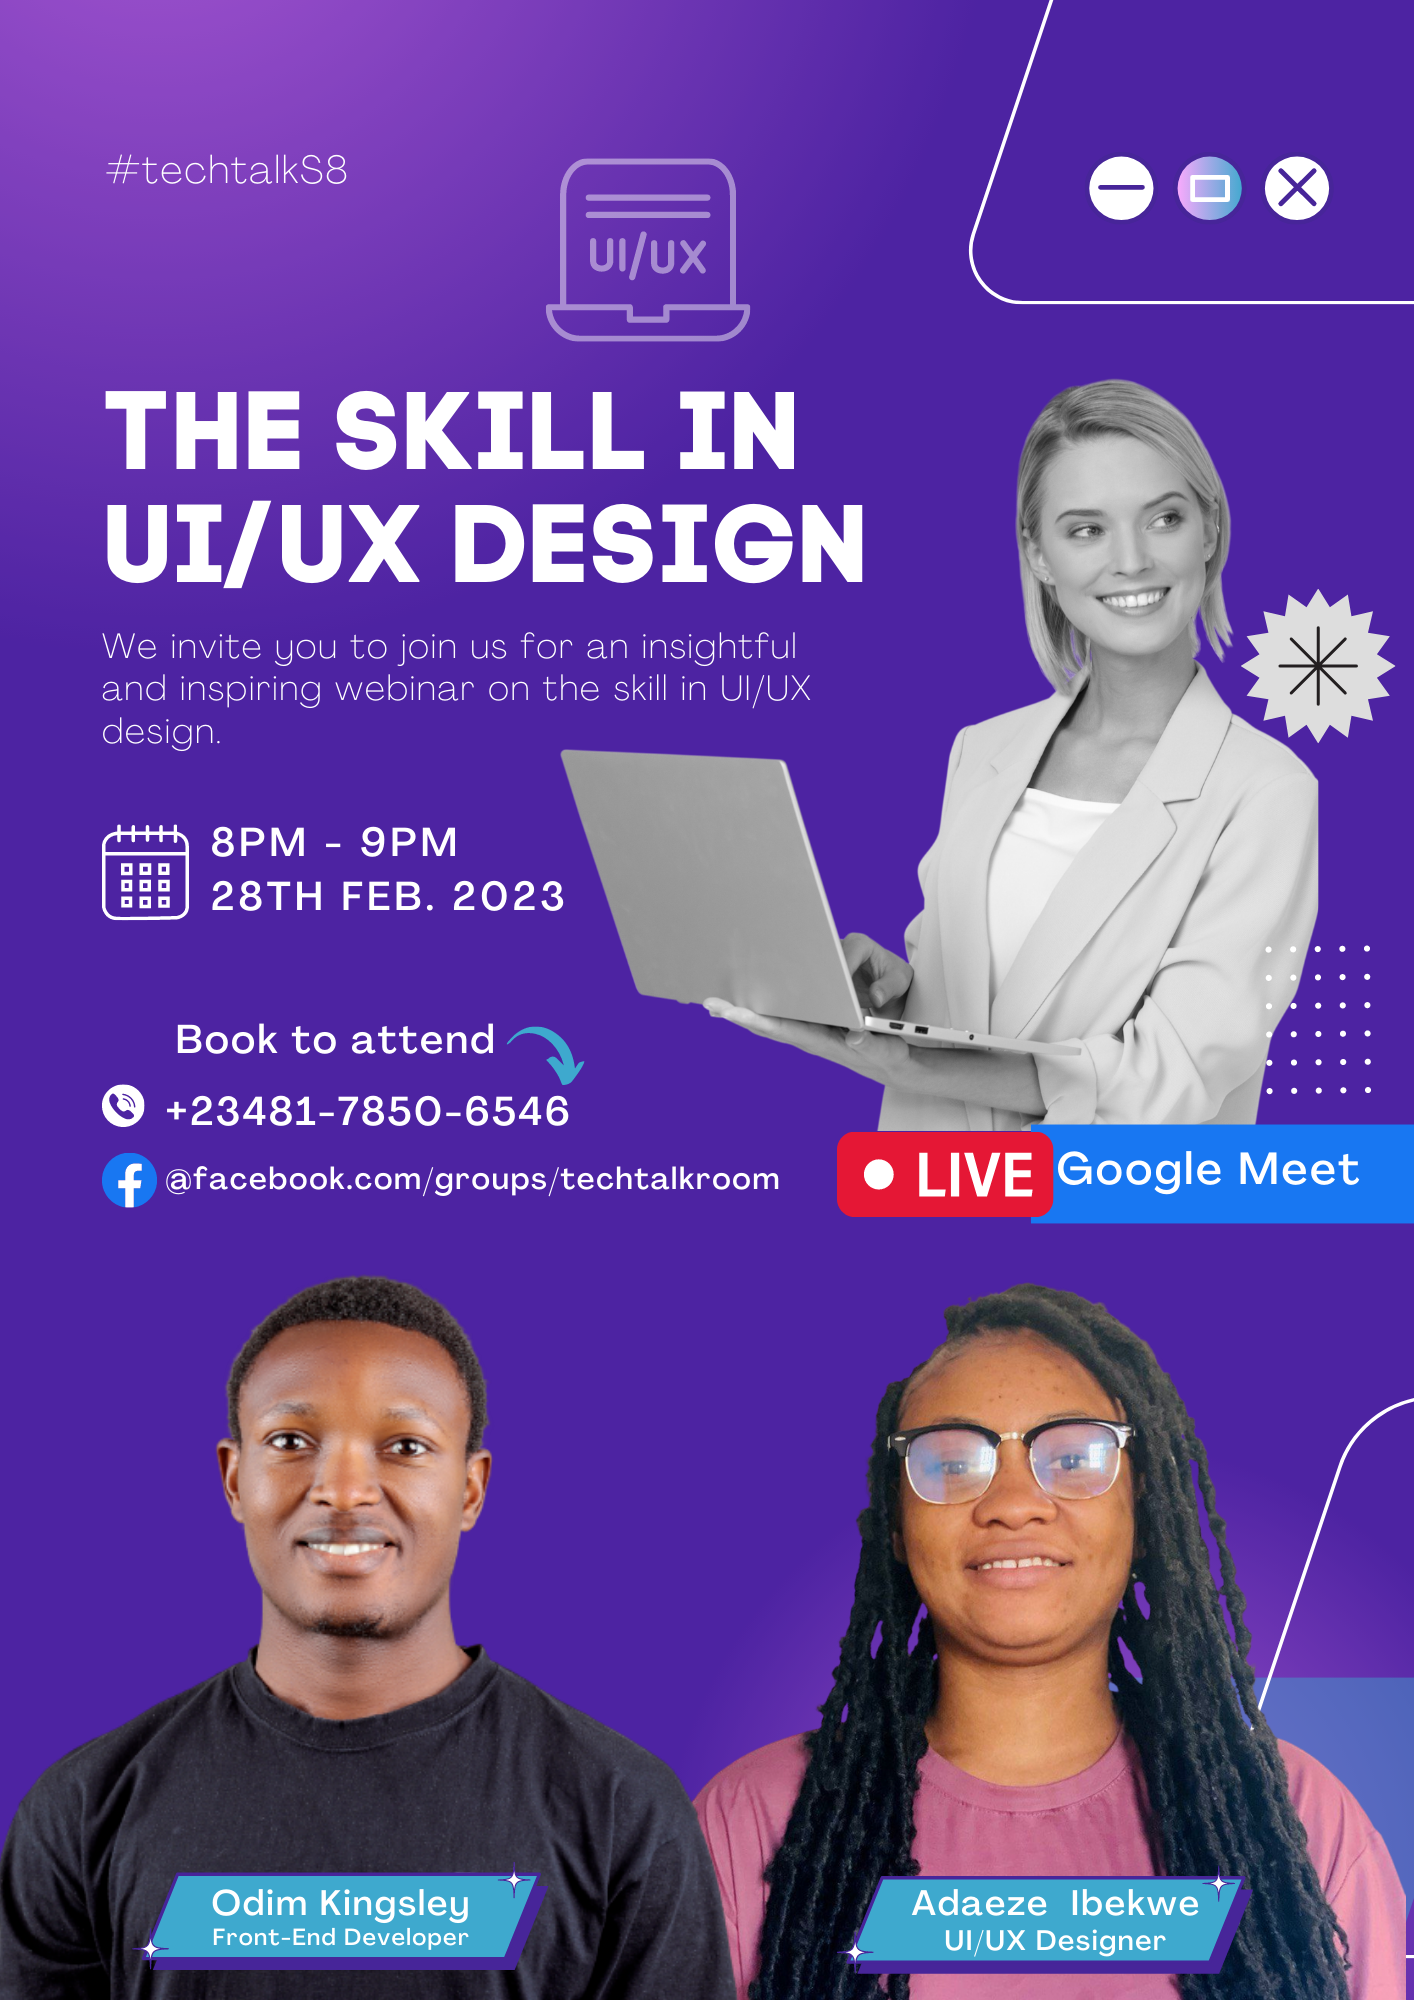 #techtalkS8
UI/UX
THE SKILL IN
UI/UX DESIGN
We invite you to join us for an insightful
and inspiring webinar on the skill in UI/UX
design.
8PM - 9PM
28TH FEB. 2023
Book to attend
+23481-7850-6546
@facebook.com/groups/techtalkroom
LIVE Google Meet
Odim Kingsley
Front-End Developer
Adaeze Ibekwe
UI/UX Designer